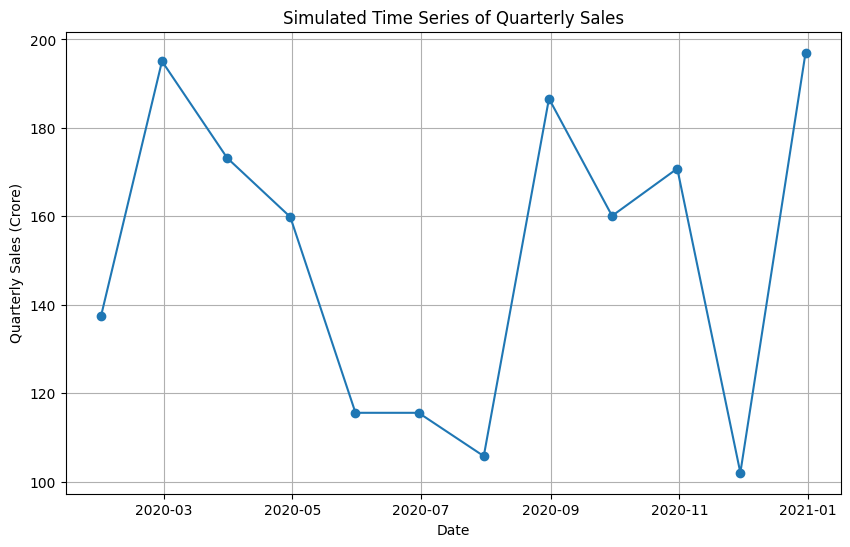 Simulated Time Series of Quarterly Sales
200
180
160
140
120
100
Quarterly Sales (Crore)
2020-03 2020-05 2020-07 2020-09 2020-11 2021-01
Date